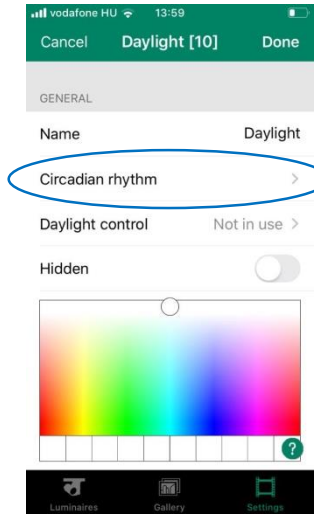 vodafone HU 13:59
Cancel Daylight [10] Done
GENERAL
Name Daylight
Circadian rhythm >
Daylight control Not in use >
Hidden
?
Luminaires Gallery Settings